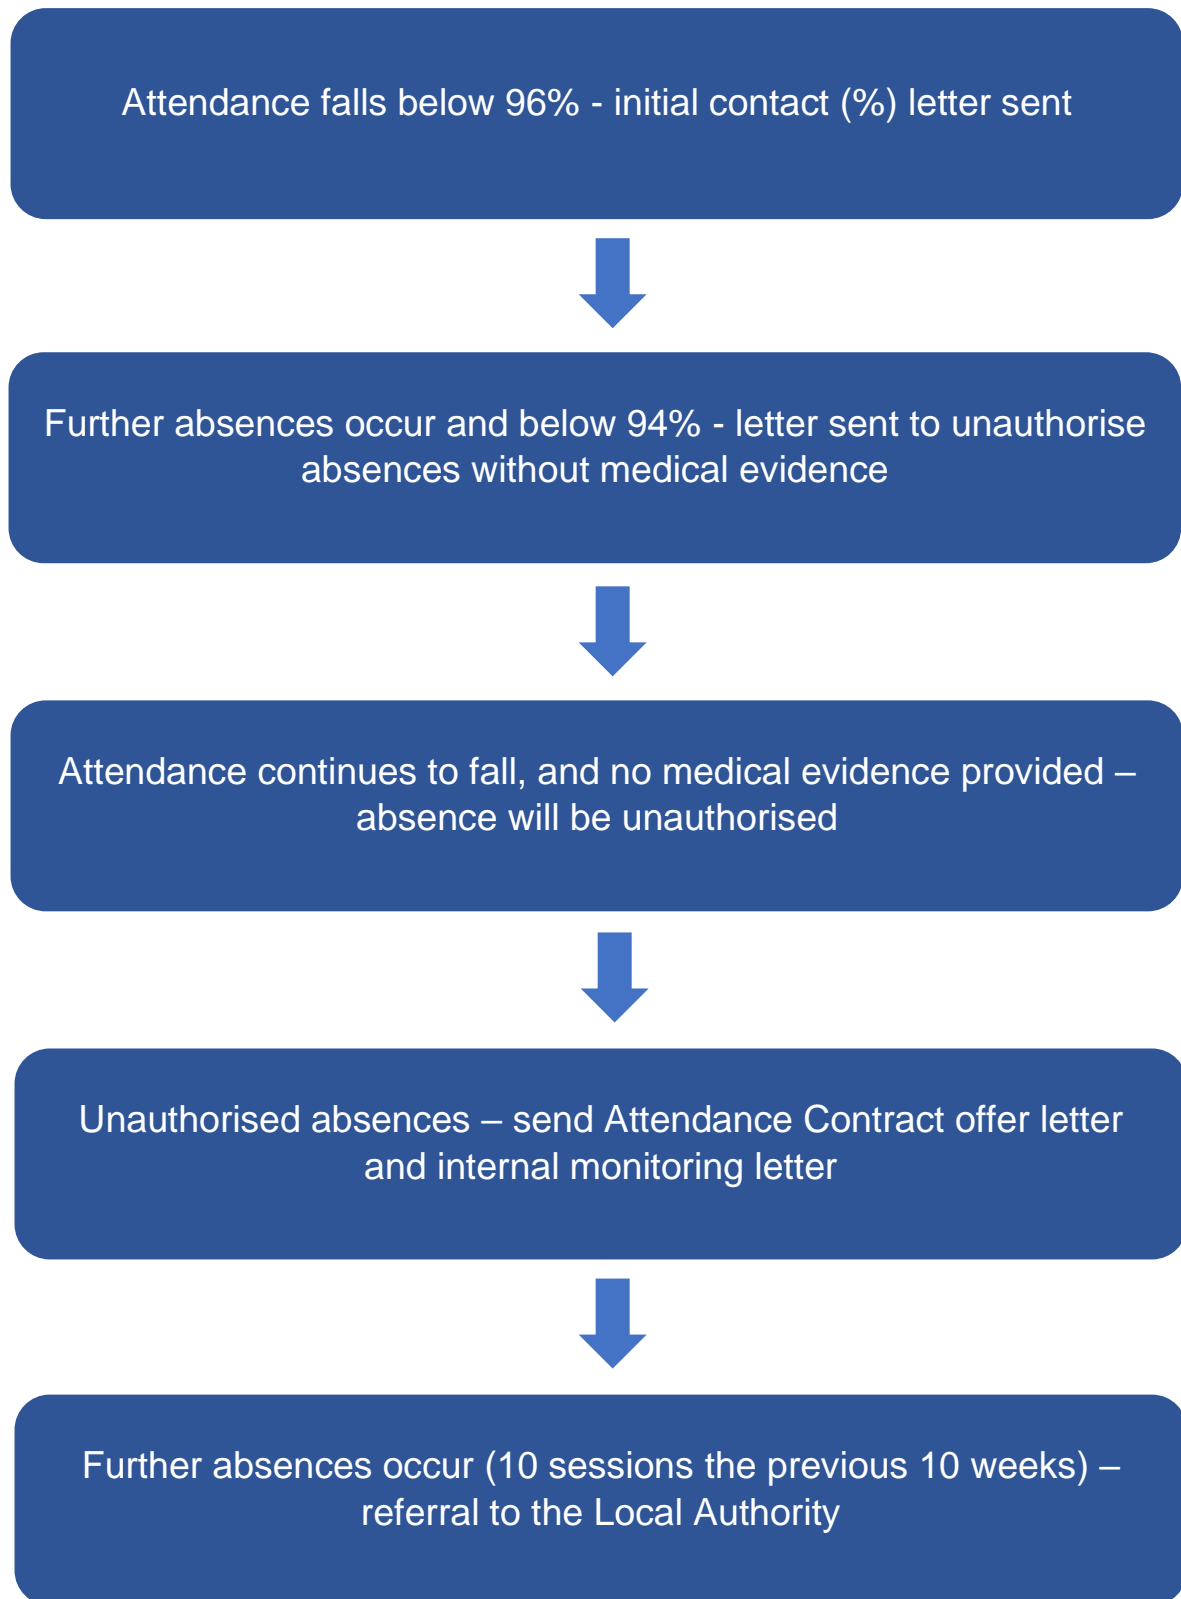 Attendance falls below 96% - initial contact (%) letter sent
Further absences occur and below 94% - letter sent to unauthorise
absences without medical evidence
Attendance continues to fall, and no medical evidence provided –
absence will be unauthorised
Unauthorised absences – send Attendance Contract offer letter
and internal monitoring letter
Further absences occur (10 sessions the previous 10 weeks) –
referral to the Local Authority